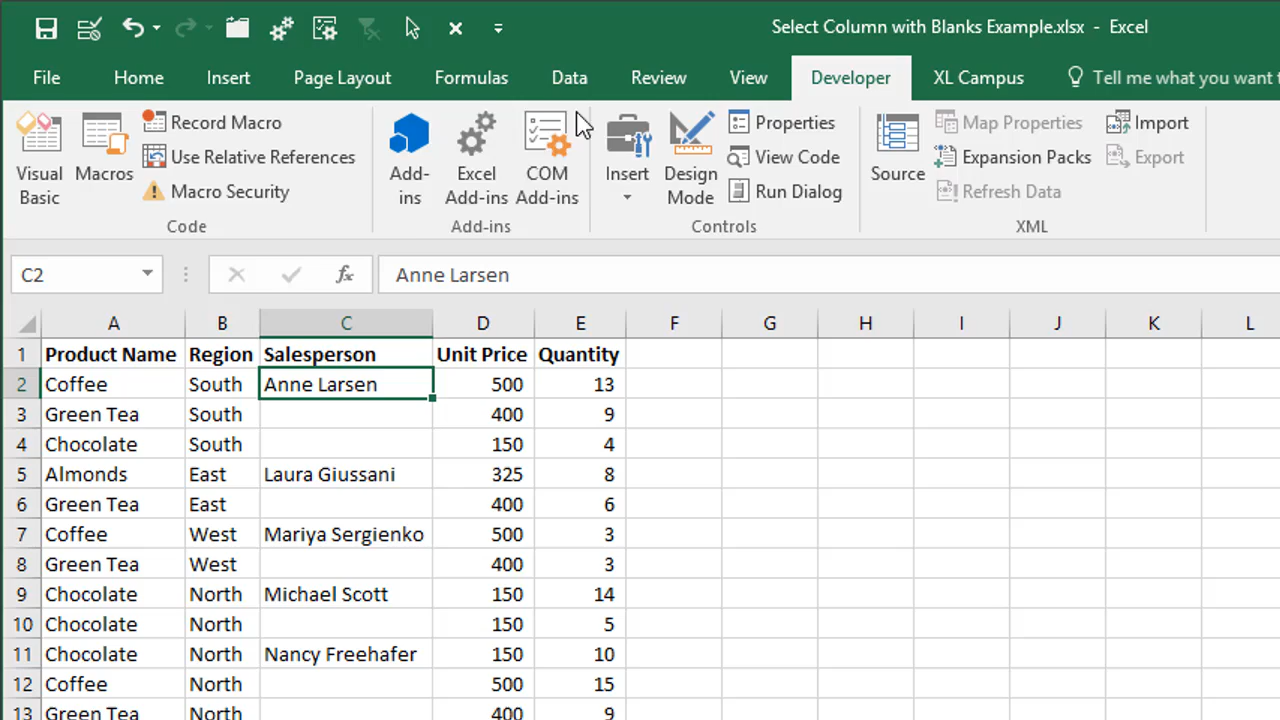 Select Column with Blanks Example.xlsx - Excel
File Home Insert Page Layout Formulas Data Review View Developer XL Campus Tell me what you want t
Visual Basic
Macros
Record Macro
Use Relative References
Macro Security
Code
Add-ins
Excel Add-ins
COM Add-ins
Add-ins
Insert
Design Mode
Properties
View Code
Run Dialog
Controls
Source
Map Properties
Expansion Packs
Refresh Data
Import
Export
XML
C2 fx Anne Larsen
A B C D E F G H I J K L
1 Product Name Region Salesperson Unit Price Quantity
2 Coffee South Anne Larsen 500 13
3 Green Tea South 400 9
4 Chocolate South 150 4
5 Almonds East Laura Giussani 325 8
6 Green Tea East 400 6
7 Coffee West Mariya Sergienko 500 3
8 Green Tea West 400 3
9 Chocolate North Michael Scott 150 14
10 Chocolate North 150 5
11 Chocolate North Nancy Freehafer 150 10
12 Coffee North 500 15
13 Green Tea North 400 9